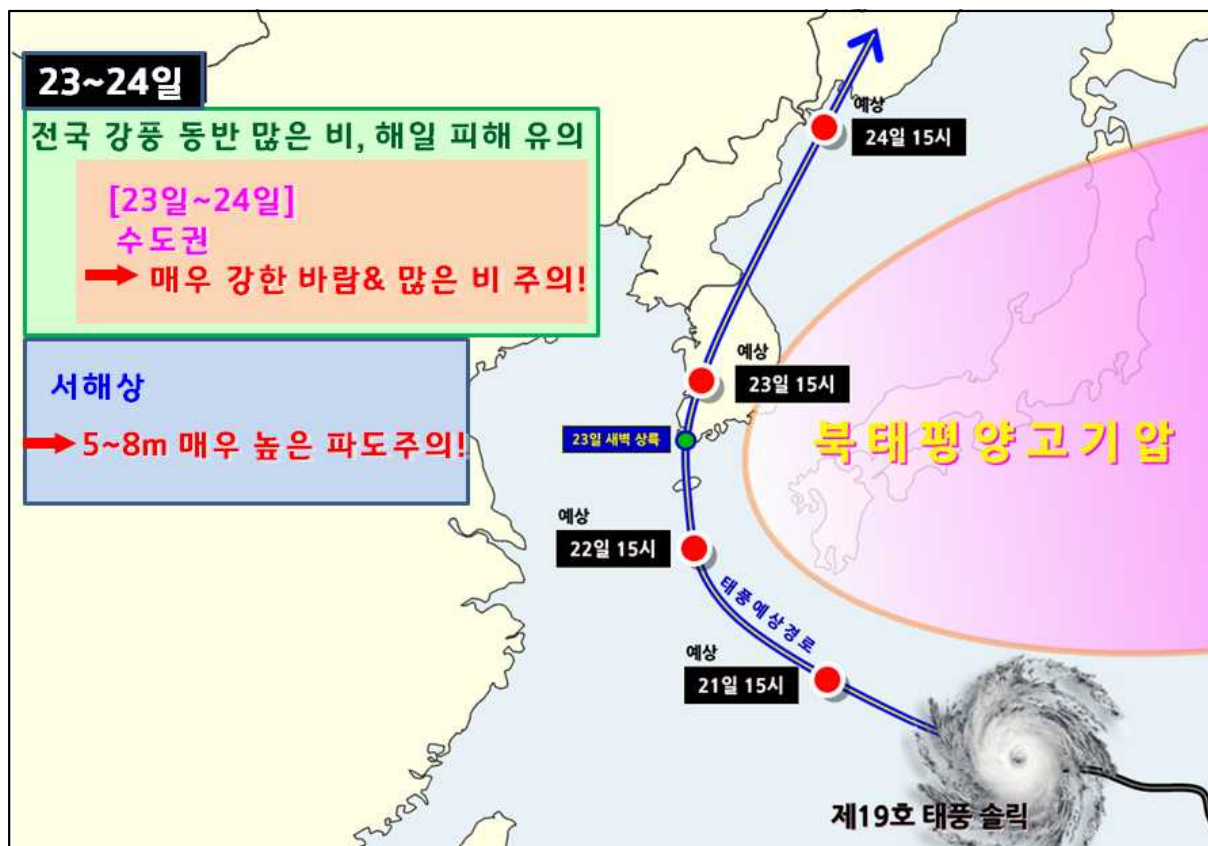 23~24일
전국 강풍 동반 많은 비, 해일 피해 유의
[23일~24일]
수도권
매우 강한 바람& 많은 비 주의!
서해상
5~8m 매우 높은 파도주의!
예상
24일 15시
예상
23일 15시
23일 새벽 상륙
북태평양고기압
예상
22일 15시
태풍예상경로
예상
21일 15시
제19호 태풍 솔릭